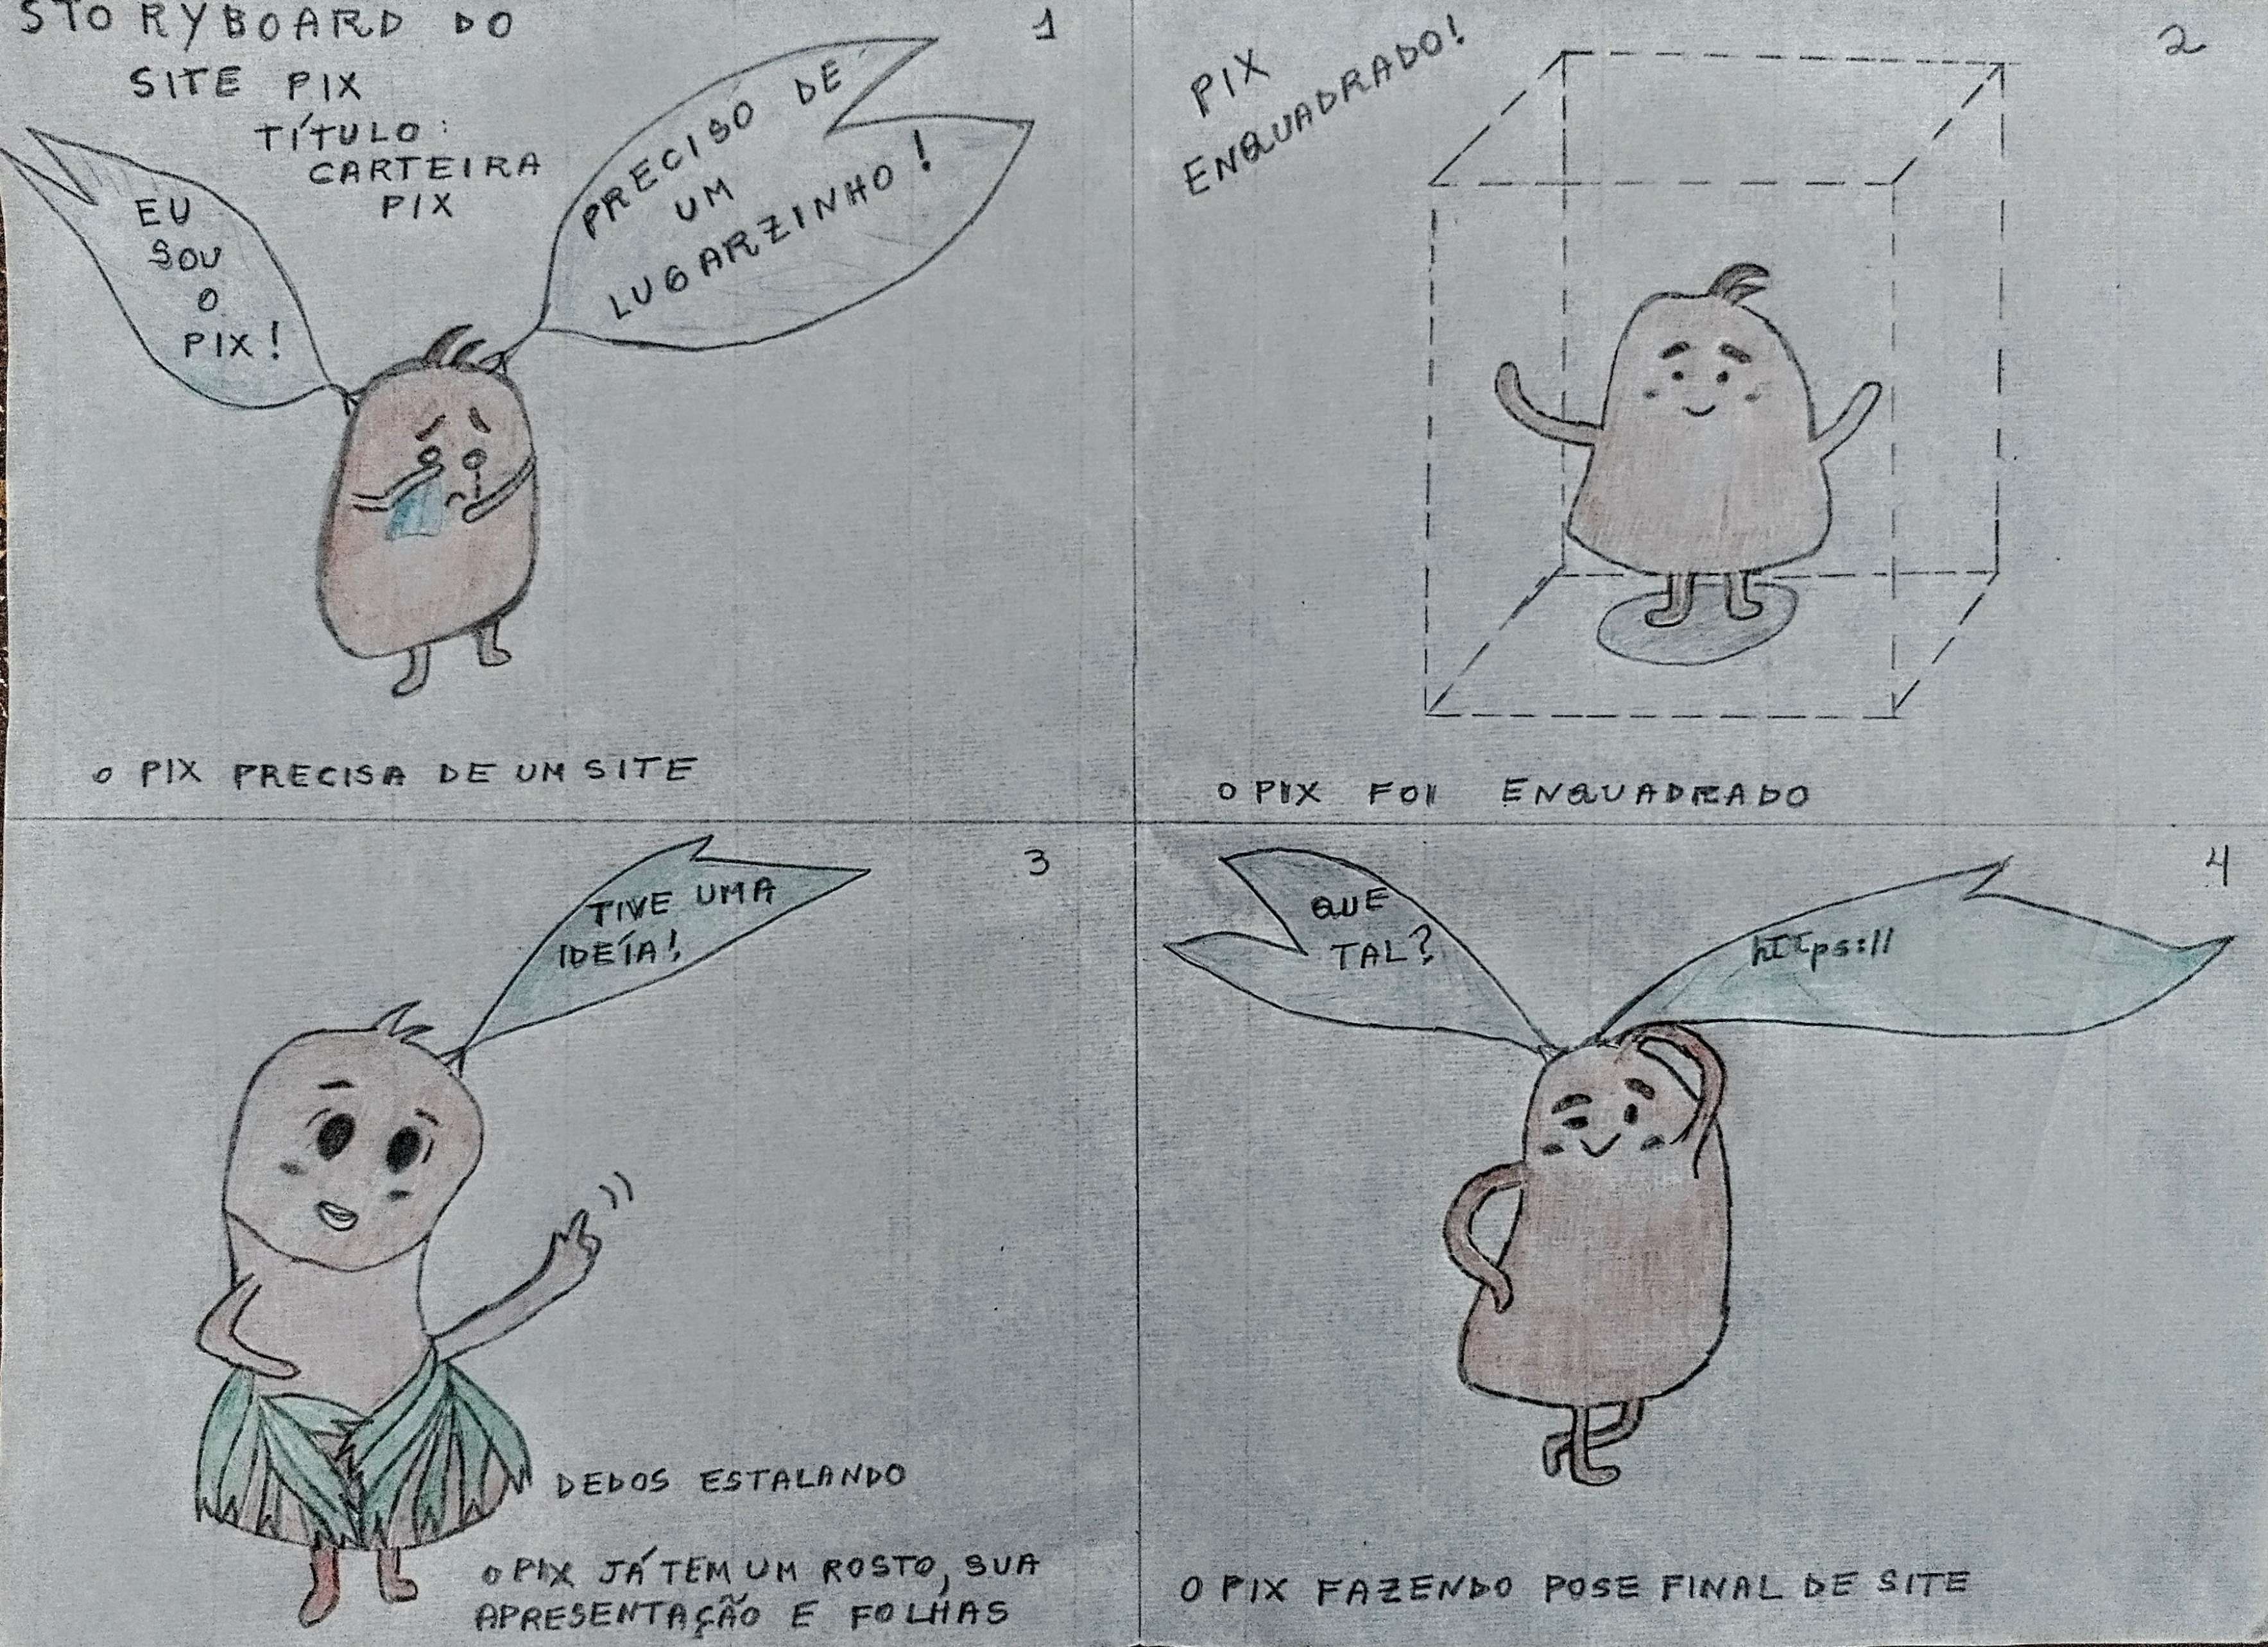 STORYBOARD DO
SITE PIX
TÍTULO:
CARTEIRA
PIX
1
EU
SOU
O
PIX!
PRECISO DE
UM
LUGARZINHO!
O PIX PRECISA DE UM SITE
2
PIX
ENQUADRADO!
O PIX FOI ENQUADRADO
3
TIVE UMA
IDEÍA!
DEDOS ESTALANDO
O PIX JÁ TEM UM ROSTO, SUA
APRESENTAÇÃO E FOLHAS
4
QUE
TAL?
https://
O PIX FAZENDO POSE FINAL DE SITE